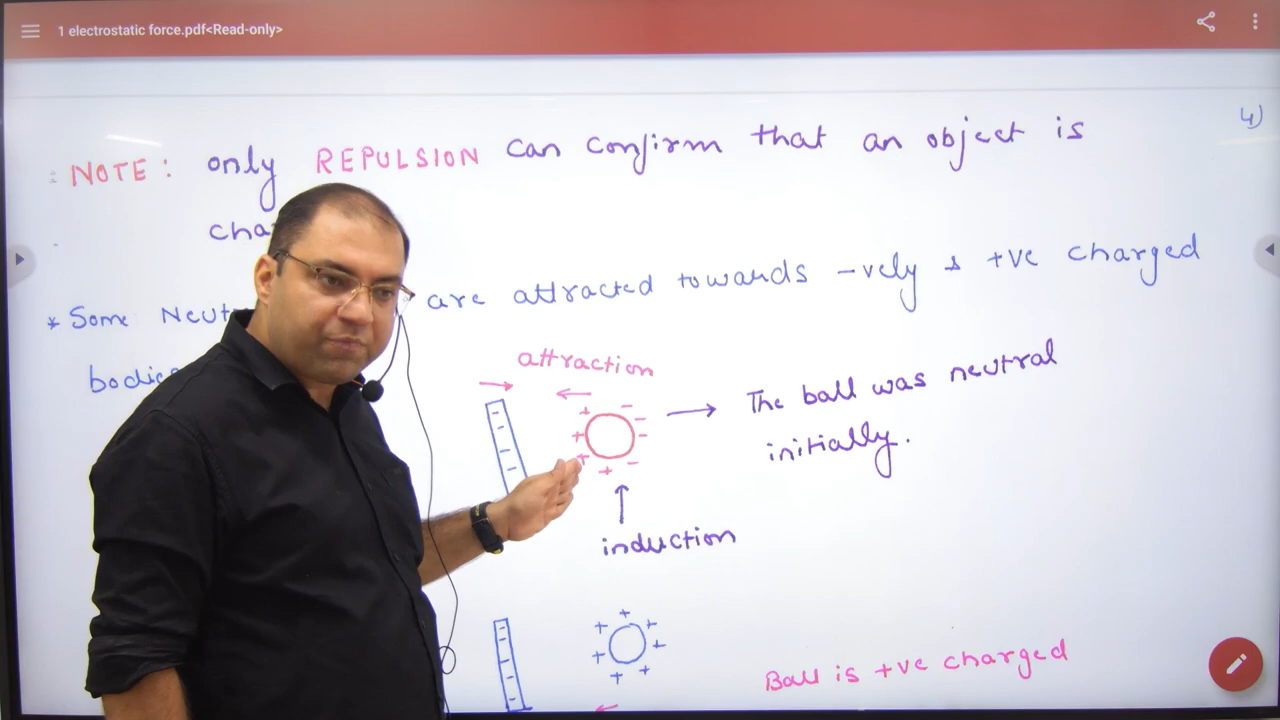 1 electrostatic force.pdf<Read-only>
4)
: NOTE : only REPULSION can confirm that an object is
cha
* Some Neut are attracted towards -vely & +ve charged
bodies
attraction
The ball was neutral
initially.
induction
Ball is +ve charged